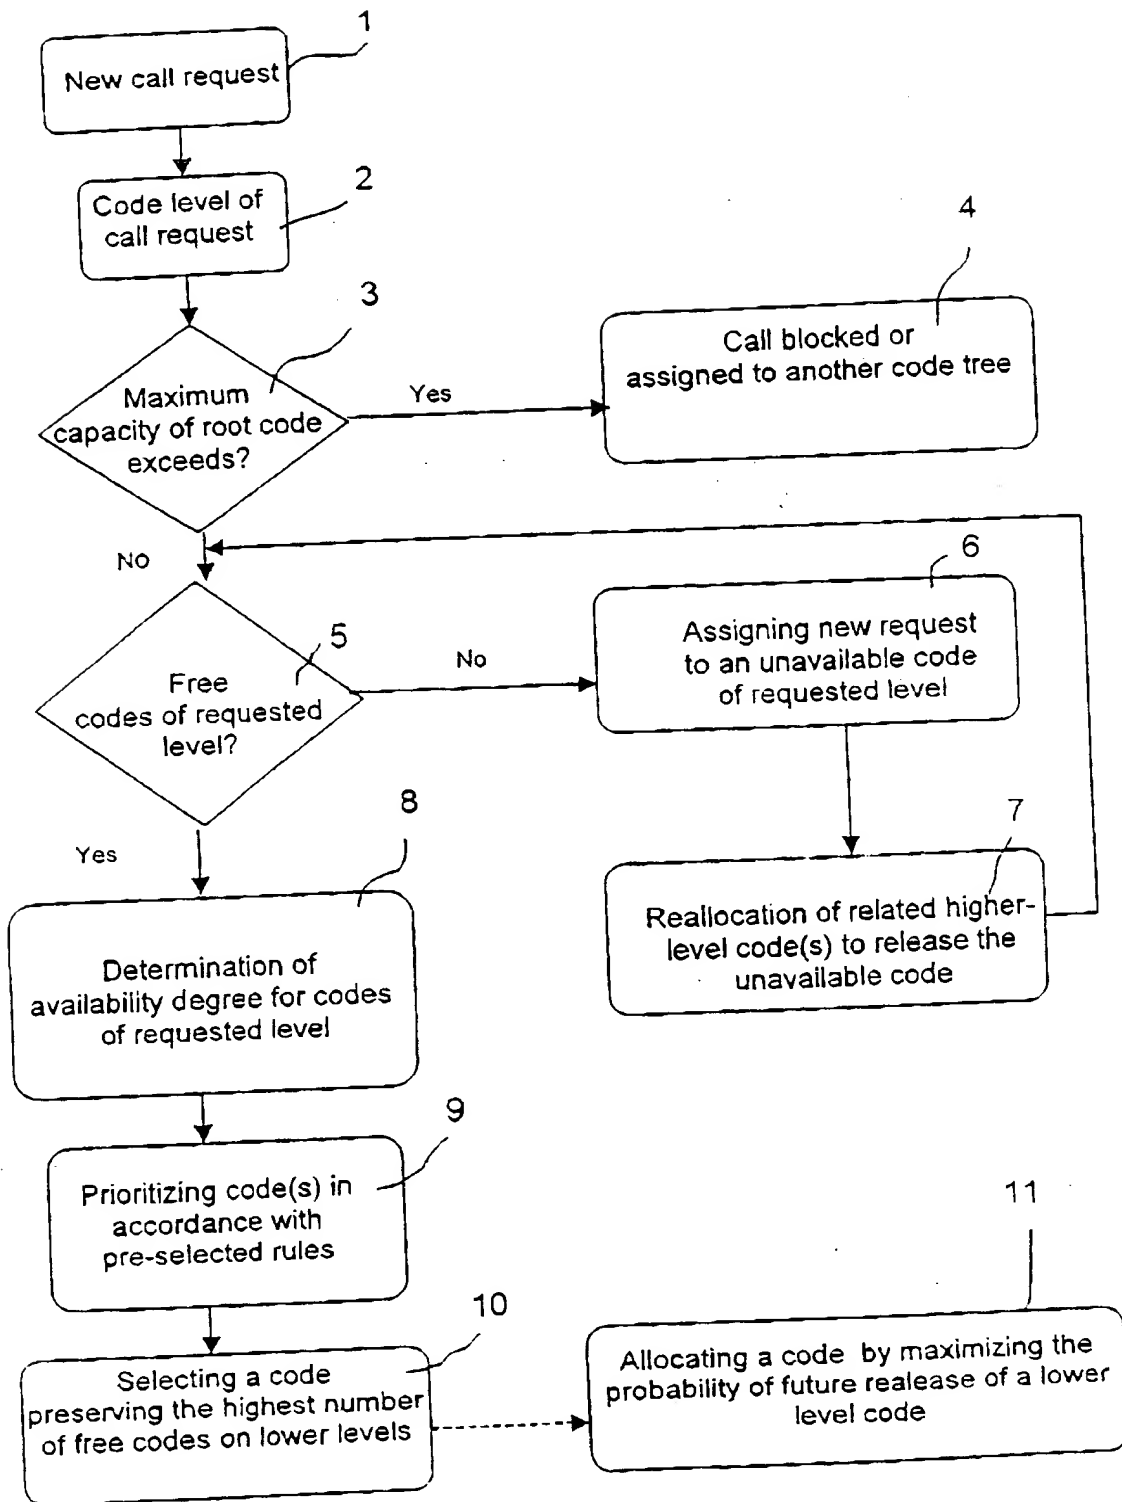 1
New call request
2
Code level of
call request
3
4
Maximum
capacity of root code
exceeds?
Yes
Call blocked or
assigned to another code tree
No
5
Free
codes of requested
level?
No
6
Assigning new request
to an unavailable code
of requested level
7
Reallocation of related higher-
level code(s) to release the
unavailable code
Yes
8
Determination of
availability degree for codes
of requested level
9
Prioritizing code(s) in
accordance with
pre-selected rules
10
Selecting a code
preserving the highest number
of free codes on lower levels
11
Allocating a code by maximizing the
probability of future realease of a lower
level code